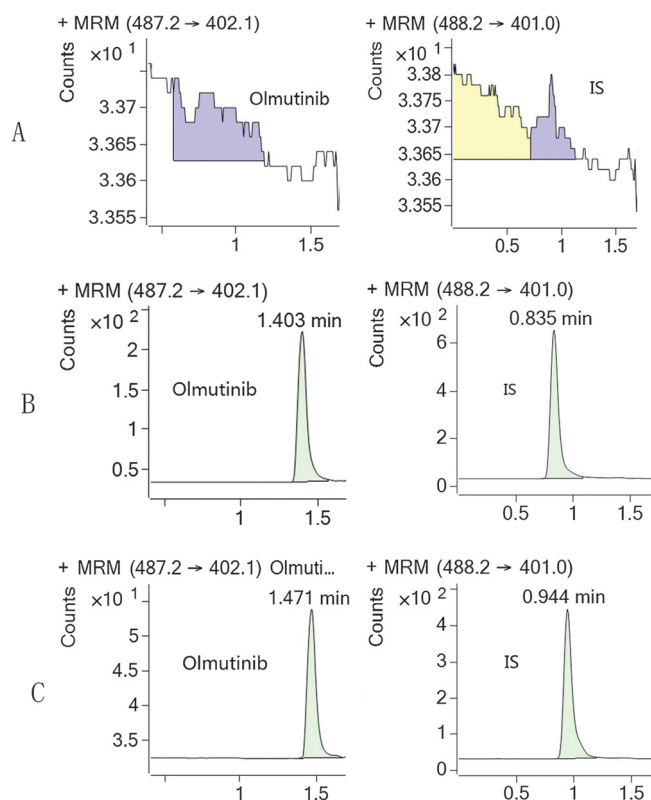 + MRM (487.2 → 402.1)
×10 1
Counts
Olmutinib
3.37
3.365
3.36
3.355
1
1.5
+ MRM (488.2 → 401.0)
×10 1
Counts
IS
3.38
3.375
3.37
3.365
3.36
3.355
0.5
1
1.5
A
+ MRM (487.2 → 402.1)
×10 2
Counts
1.403 min
Olmutinib
2
1.5
1
0.5
1
1.5
+ MRM (488.2 → 401.0)
×10 2
Counts
0.835 min
IS
6
4
2
0
0.5
1
1.5
B
+ MRM (487.2 → 402.1) Olmuti...
×10 1
Counts
1.471 min
Olmutinib
5
4.5
4
3.5
1
1.5
+ MRM (488.2 → 401.0)
×10 2
Counts
0.944 min
IS
4
3
2
1
0
0.5
1
1.5
C